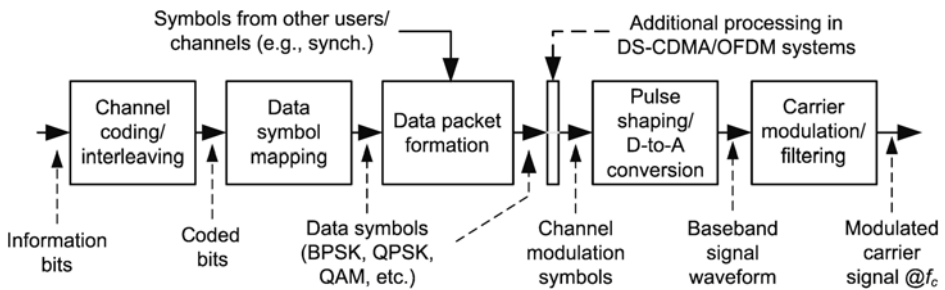 Symbols from other users/
channels (e.g., synch.)
Additional processing in
DS-CDMA/OFDM systems
Channel
coding/
interleaving
Data
symbol
mapping
Data packet
formation
Pulse
shaping/
D-to-A
conversion
Carrier
modulation/
filtering
Information
bits
Coded
bits
Data symbols
(BPSK, QPSK,
QAM, etc.)
Channel
modulation
symbols
Baseband
signal
waveform
Modulated
carrier
signal @fc